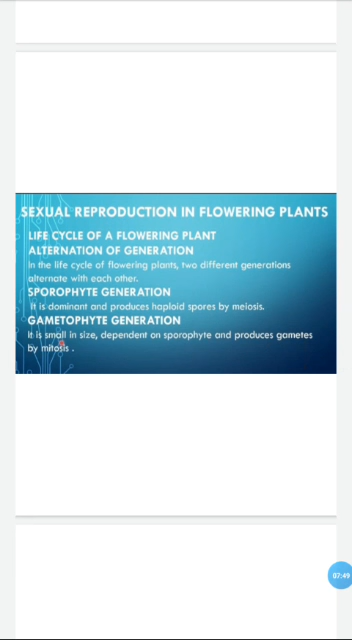 SEXUAL REPRODUCTION IN FLOWERING PLANTS
LIFE CYCLE OF A FLOWERING PLANT
ALTERNATION OF GENERATION
In the life cycle of flowering plants, two different generations
alternate with each other.
SPOROPHYTE GENERATION
It is dominant and produces haploid spores by meiosis.
GAMETOPHYTE GENERATION
It is small in size, dependent on sporophyte and produces gametes
by mitosis .
07:49